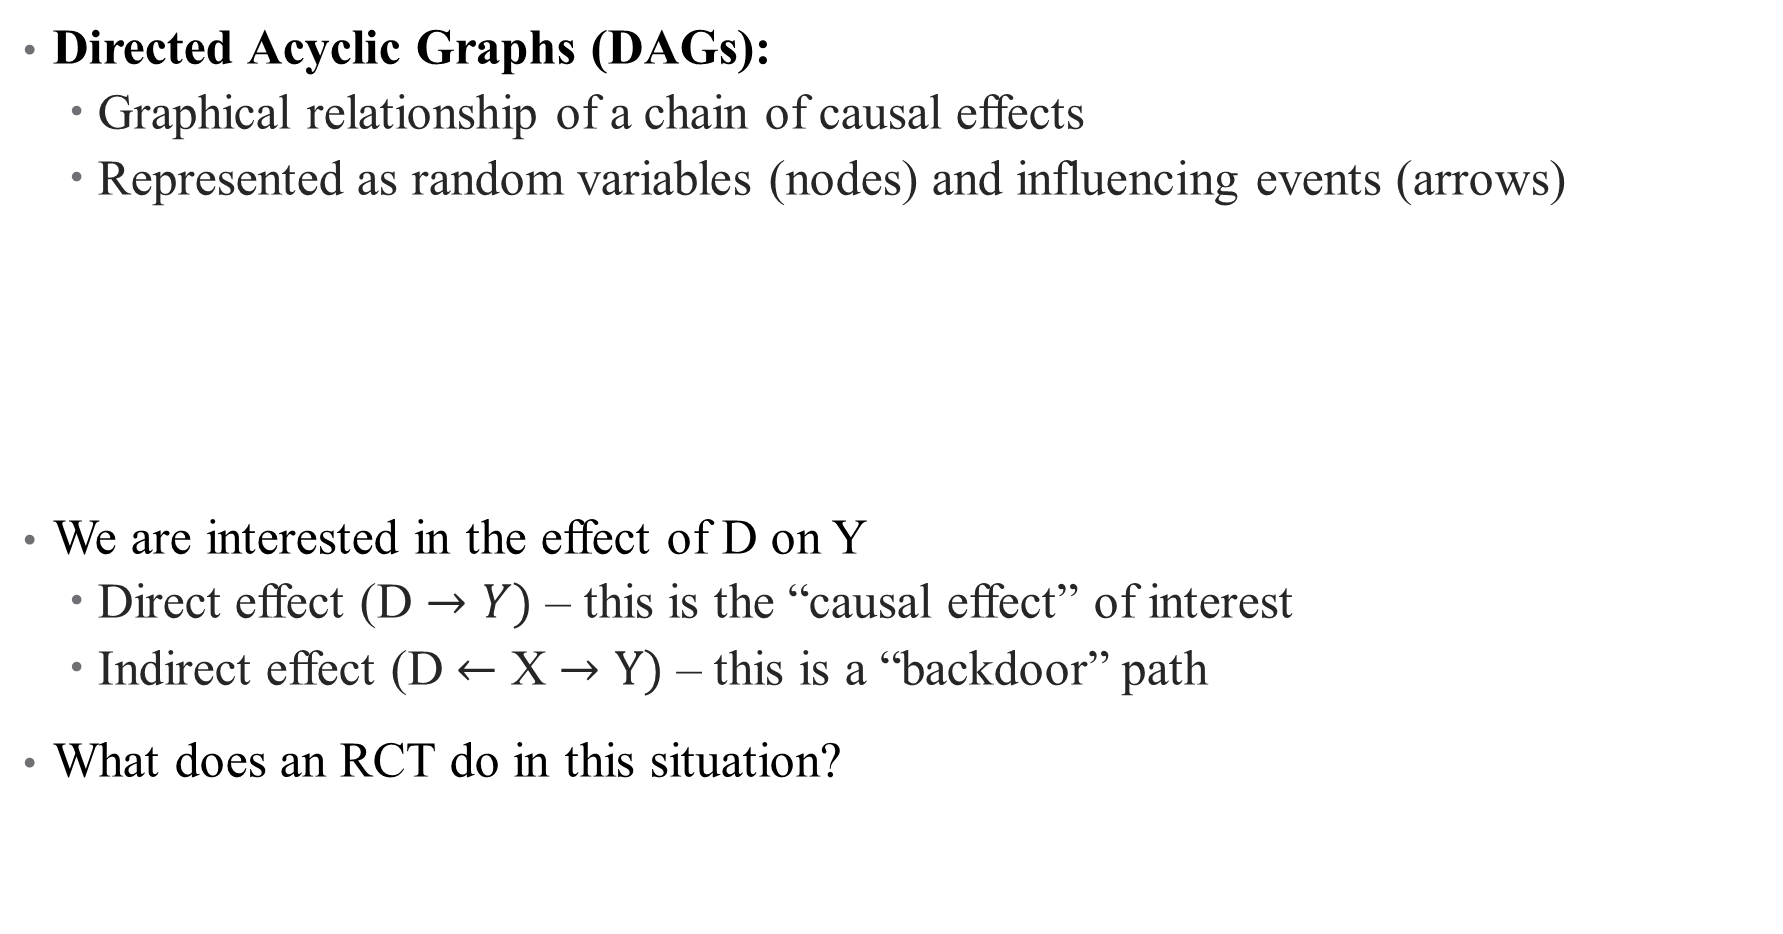 • Directed Acyclic Graphs (DAGs):
• Graphical relationship of a chain of causal effects
• Represented as random variables (nodes) and influencing events (arrows)
• We are interested in the effect of D on Y
• Direct effect (D → 𝑌) – this is the “causal effect” of interest
• Indirect effect (D ← X → Y) – this is a “backdoor” path
• What does an RCT do in this situation?